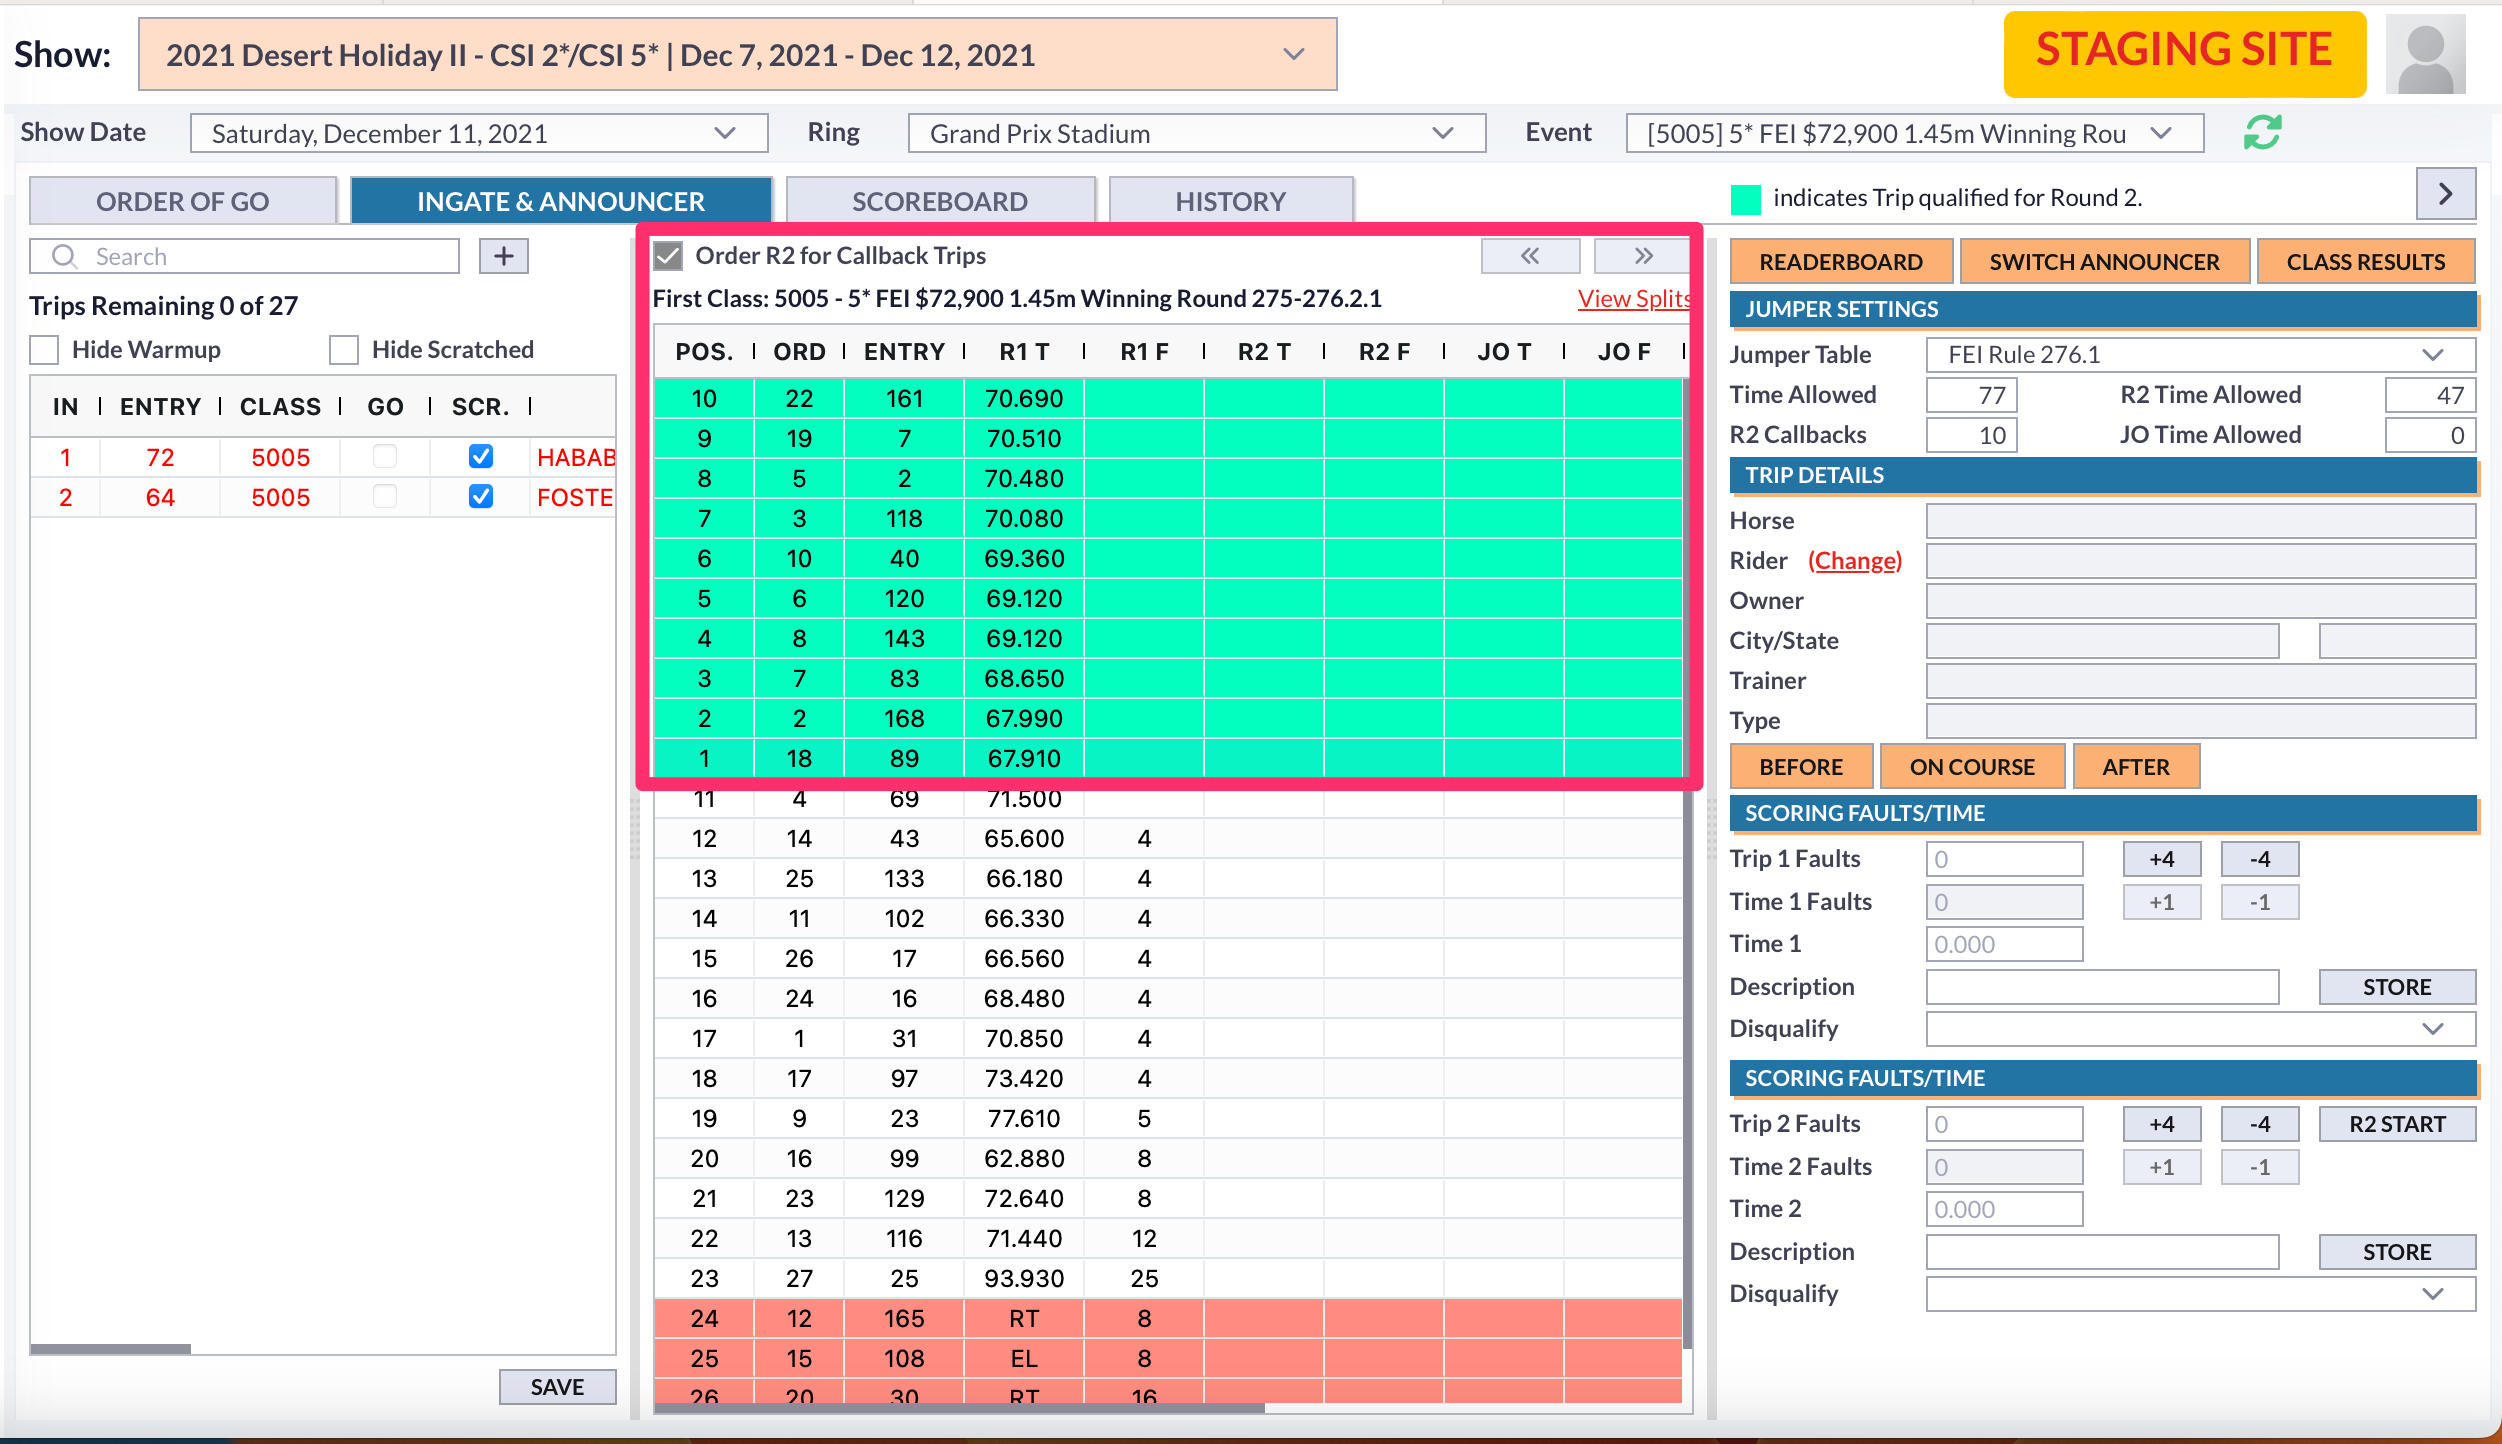 Show: 2021 Desert Holiday II - CSI 2*/CSI 5* | Dec 7, 2021 - Dec 12, 2021
STAGING SITE
Show Date Saturday, December 11, 2021 Ring Grand Prix Stadium Event [5005] 5* FEI $72,900 1.45m Winning Rou
ORDER OF GO INGATE & ANNOUNCER SCOREBOARD HISTORY
indicates Trip qualified for Round 2.
Search +
Trips Remaining 0 of 27
Hide Warmup Hide Scratched
IN ENTRY CLASS GO SCR.
1 72 5005 HABAB
2 64 5005 FOSTE
SAVE
Order R2 for Callback Trips
First Class: 5005 - 5* FEI $72,900 1.45m Winning Round 275-276.2.1 View Splits
POS. ORD ENTRY R1 T R1 F R2 T R2 F JO T JO F
10 22 161 70.690
9 19 7 70.510
8 5 2 70.480
7 3 118 70.080
6 10 40 69.360
5 6 120 69.120
4 8 143 69.120
3 7 83 68.650
2 2 168 67.990
1 18 89 67.910
11 4 69 71.500
12 14 43 65.600 4
13 25 133 66.180 4
14 11 102 66.330 4
15 26 17 66.560 4
16 24 16 68.480 4
17 1 31 70.850 4
18 17 97 73.420 4
19 9 23 77.610 5
20 16 99 62.880 8
21 23 129 72.640 8
22 13 116 71.440 12
23 27 25 93.930 25
24 12 165 RT 8
25 15 108 EL 8
26 20 30 RT 16
READERBOARD SWITCH ANNOUNCER CLASS RESULTS
JUMPER SETTINGS
Jumper Table FEI Rule 276.1
Time Allowed 77 R2 Time Allowed 47
R2 Callbacks 10 JO Time Allowed 0
TRIP DETAILS
Horse
Rider (Change)
Owner
City/State
Trainer
Type
BEFORE ON COURSE AFTER
SCORING FAULTS/TIME
Trip 1 Faults 0 +4 -4
Time 1 Faults 0 +1 -1
Time 1 0.000
Description STORE
Disqualify
SCORING FAULTS/TIME
Trip 2 Faults 0 +4 -4 R2 START
Time 2 Faults 0 +1 -1
Time 2 0.000
Description STORE
Disqualify